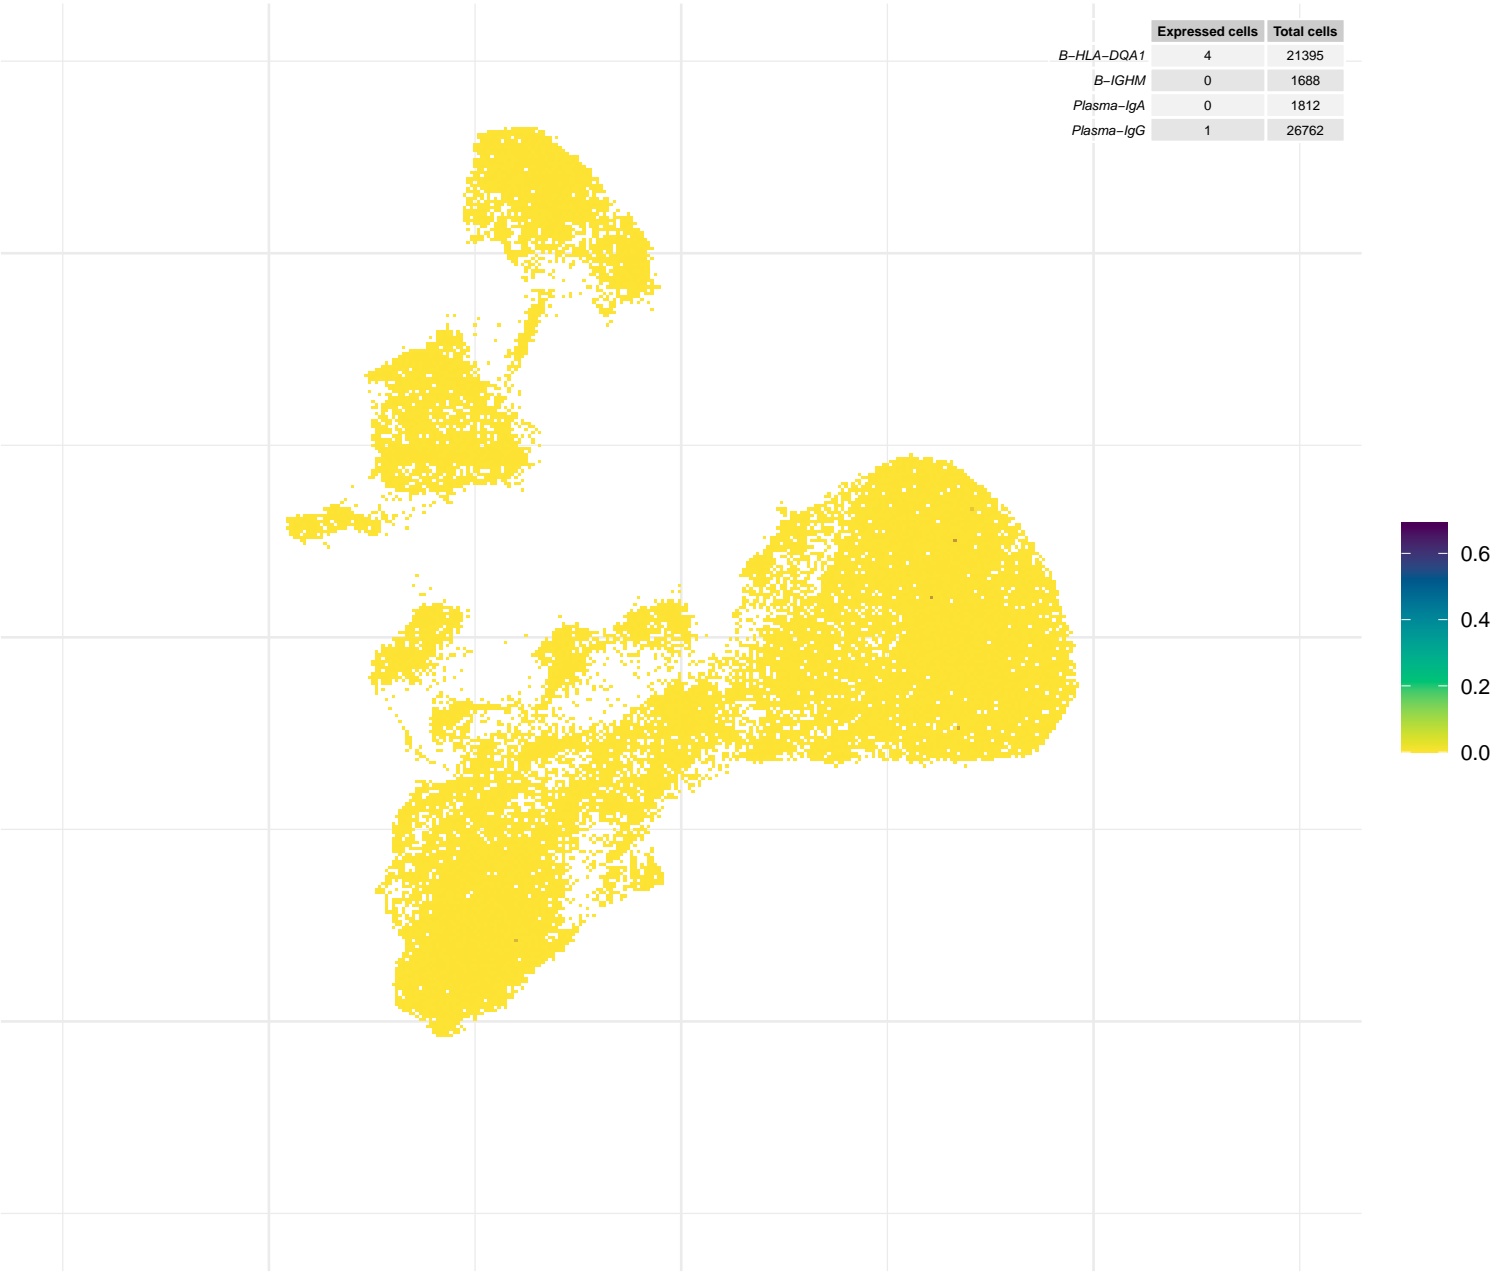 Expressed cells Total cells
B-HLA-DQA1 4 21395
B-IGHM 0 1688
Plasma-IgA 0 1812
Plasma-IgG 1 26762
0.6
0.4
0.2
0.0